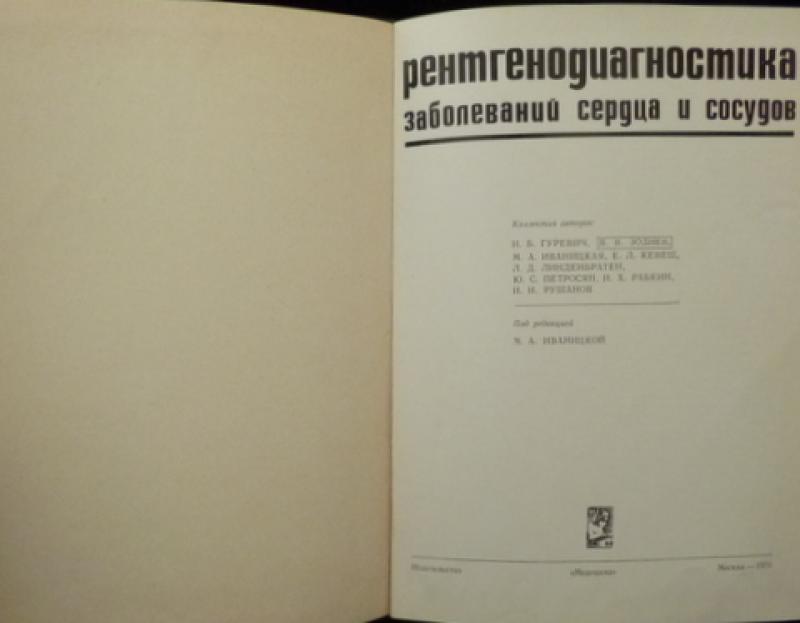 рентгенодиагностика
заболеваний сердца и сосудов
Коллектив авторов:
И. Б. ГУРЕВИЧ,
М. А. ИВАНИЦКАЯ, Е. Л. КЕВЕШ,
Л. Д. ЛИНДЕНБРАТЕН,
Ю. С. ПЕТРОСЯН, И. Х. РАБКИН,
И. И. РУШАНОВ
Под редакцией
М. А. ИВАНИЦКОЙ
Издательство «Медицина» Москва —